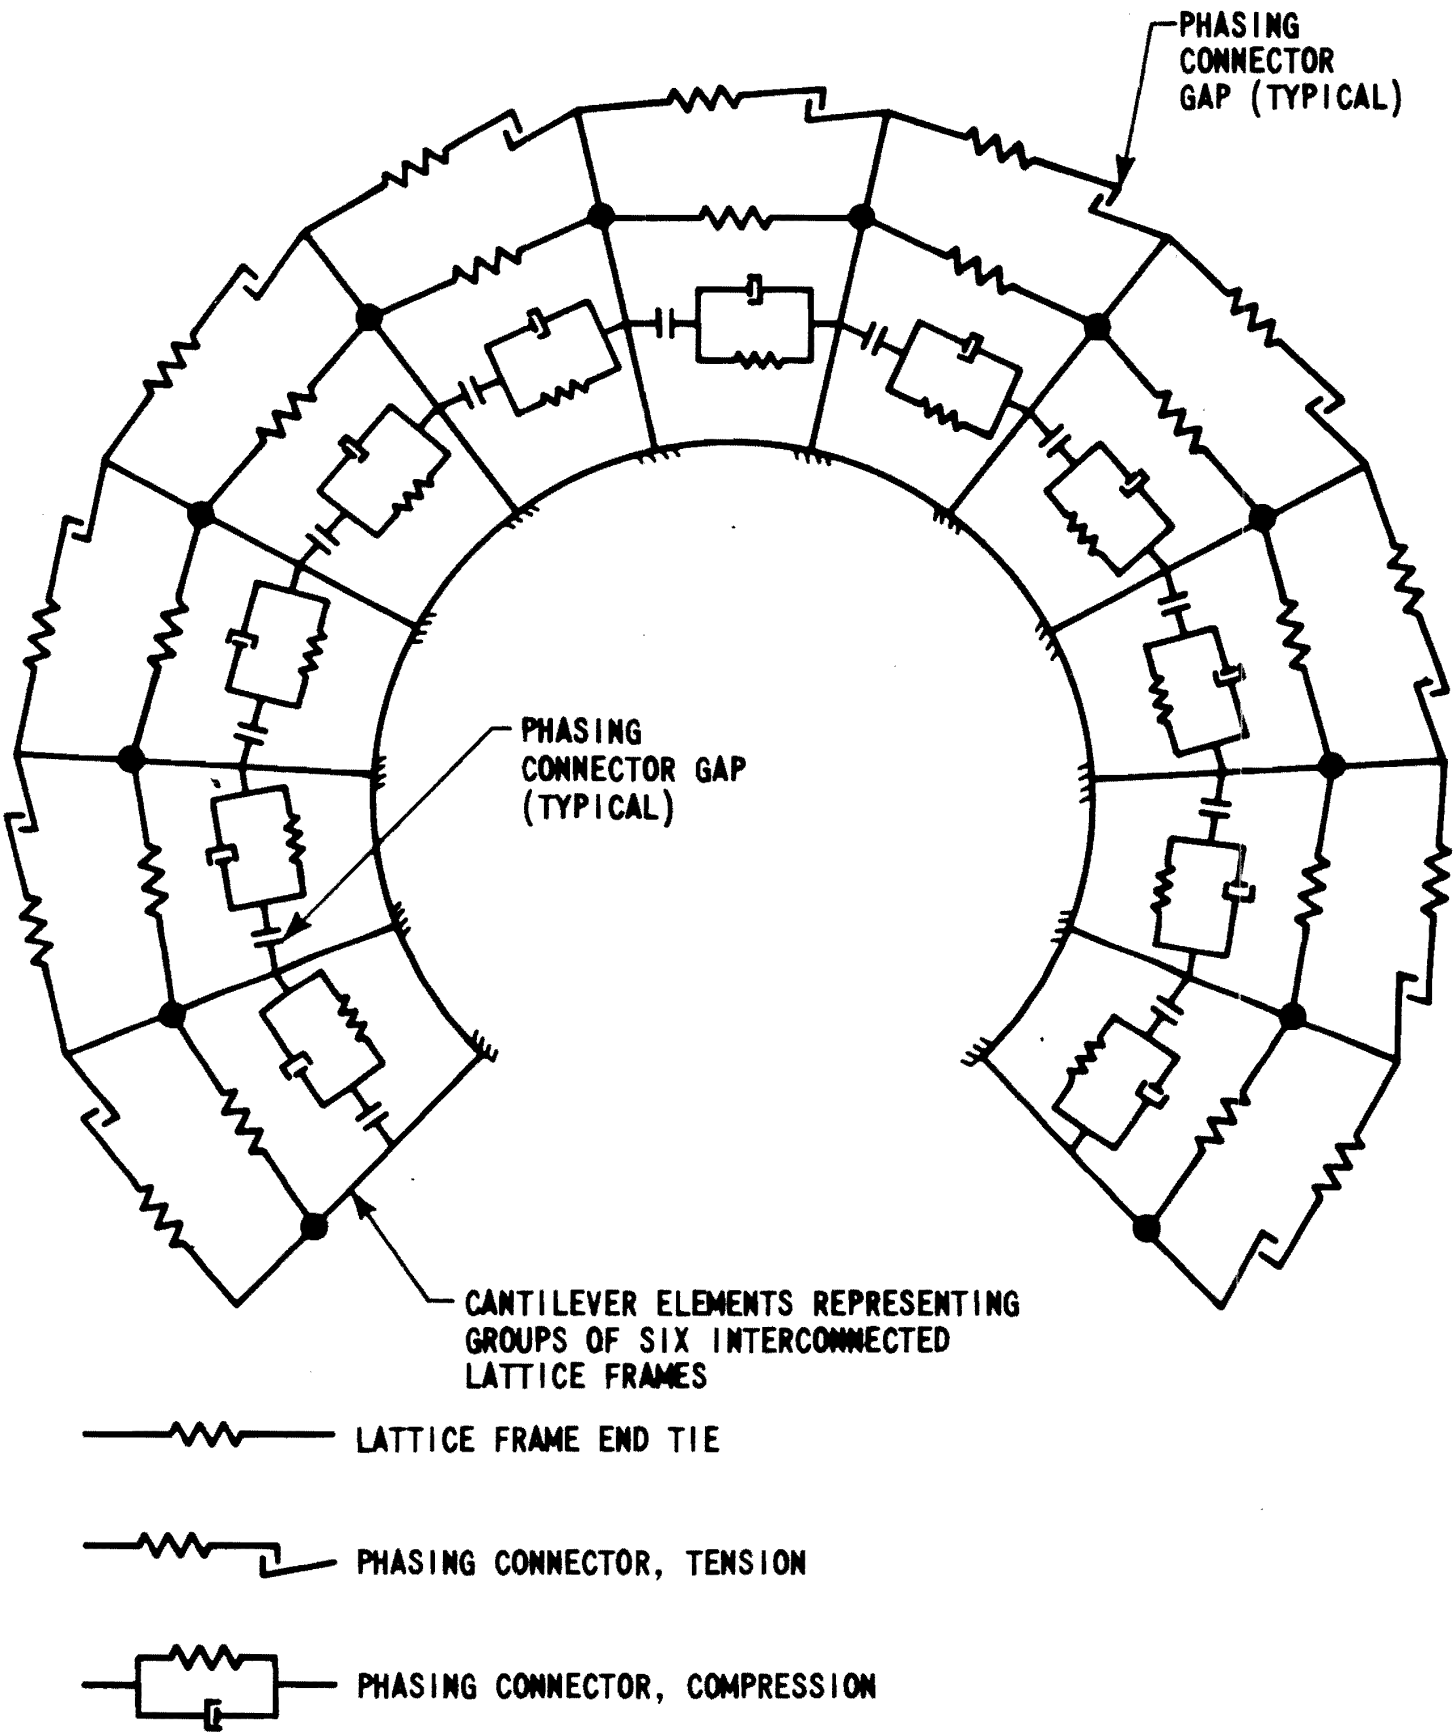 PHASING
CONNECTOR
GAP (TYPICAL)
PHASING
CONNECTOR GAP
(TYPICAL)
CANTILEVER ELEMENTS REPRESENTING
GROUPS OF SIX INTERCONNECTED
LATTICE FRAMES
LATTICE FRAME END TIE
PHASING CONNECTOR, TENSION
PHASING CONNECTOR, COMPRESSION